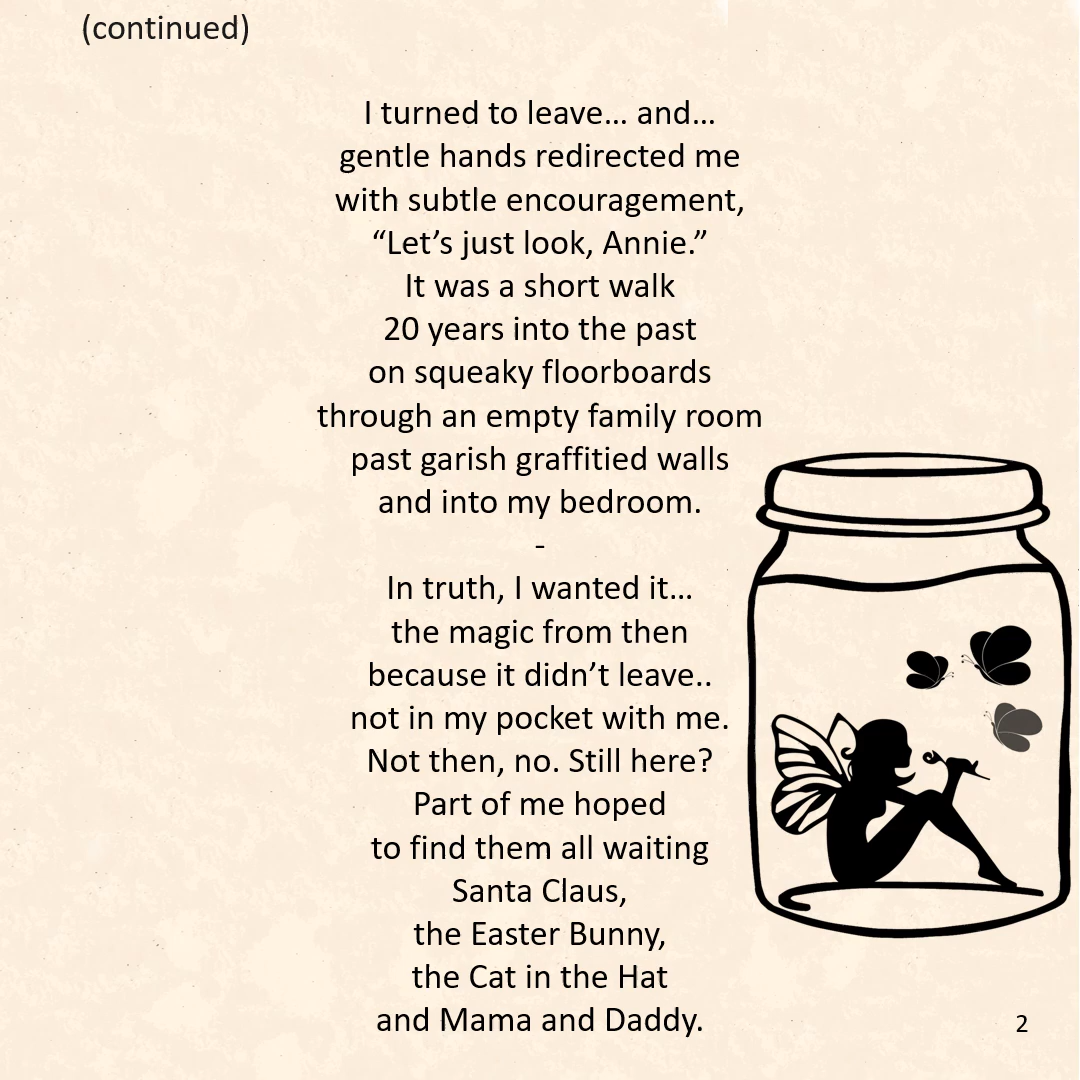 (continued)
I turned to leave... and...
gentle hands redirected me
with subtle encouragement,
“Let’s just look, Annie.”
It was a short walk
20 years into the past
on squeaky floorboards
through an empty family room
past garish graffitied walls
and into my bedroom.
-
In truth, I wanted it...
the magic from then
because it didn’t leave..
not in my pocket with me.
Not then, no. Still here?
Part of me hoped
to find them all waiting
Santa Claus,
the Easter Bunny,
the Cat in the Hat
and Mama and Daddy.
2